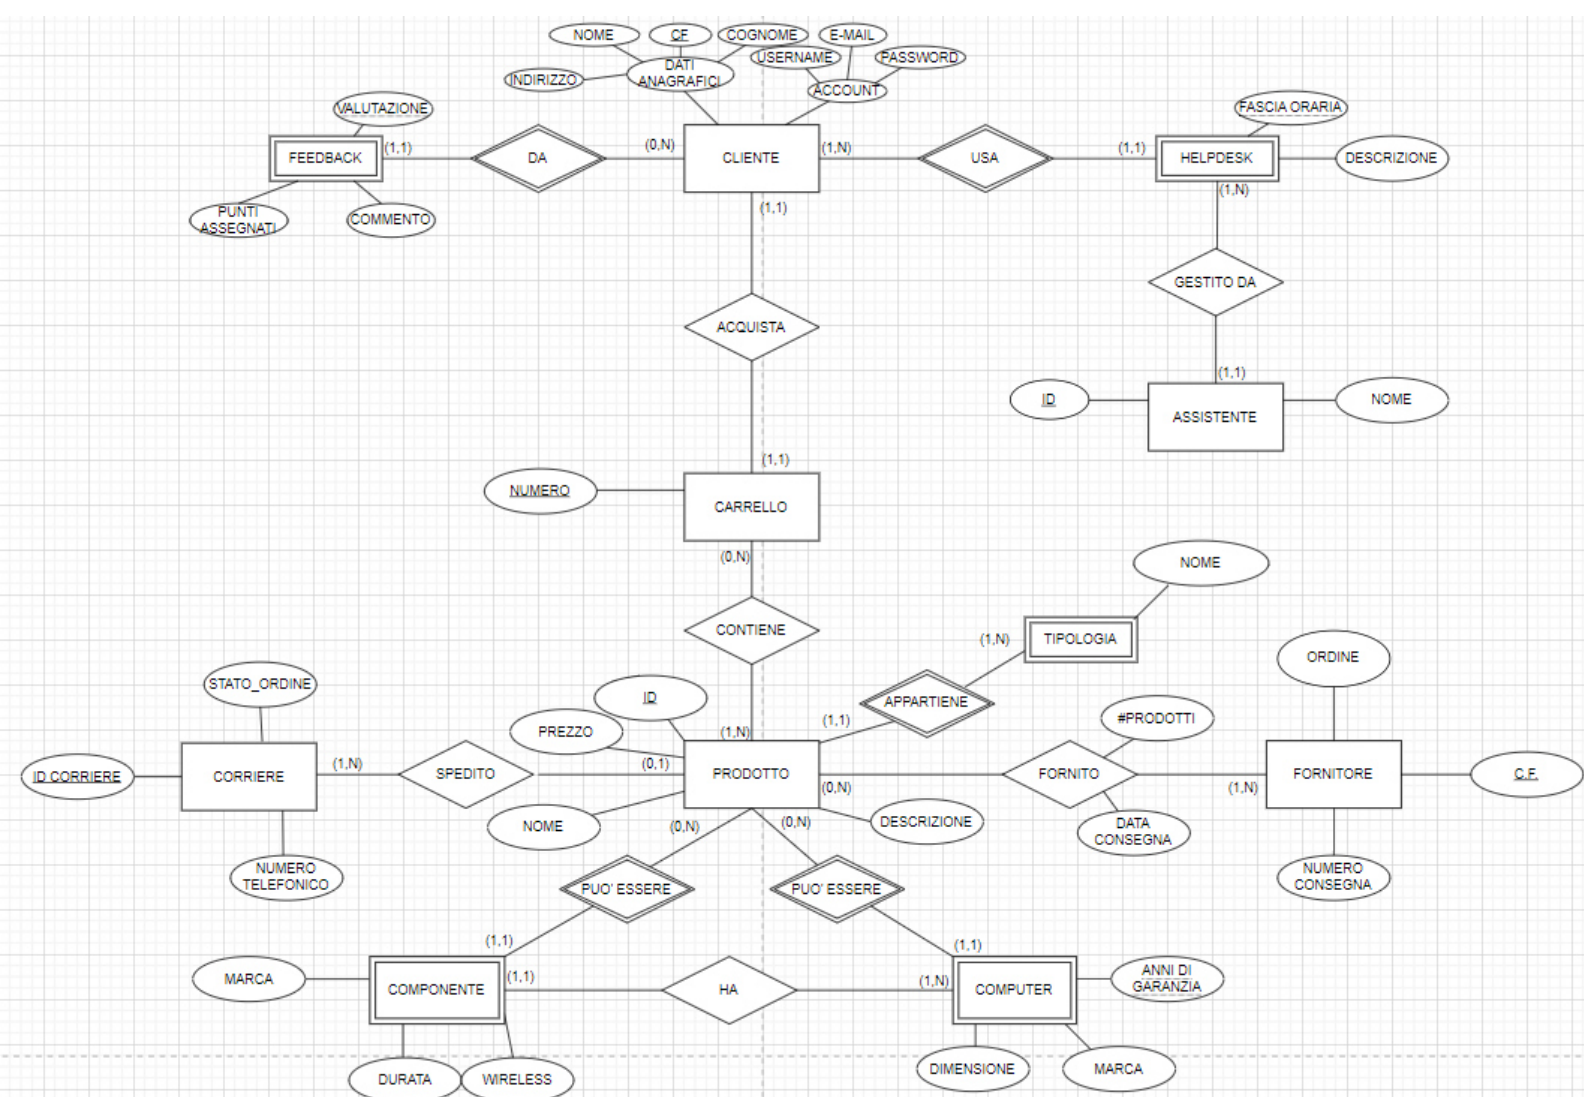 NOME
CF
COGNOME
E-MAIL
USERNAME
PASSWORD
DATI
ANAGRAFICI
INDIRIZZO
ACCOUNT
VALUTAZIONE
FASCIA ORARIA
FEEDBACK
(1,1)
DA
(0,N)
CLIENTE
(1,N)
USA
(1,1)
HELPDESK
DESCRIZIONE
(1,N)
PUNTI
ASSEGNATI
COMMENTO
(1,1)
GESTITO DA
ACQUISTA
(1,1)
ID
ASSISTENTE
NOME
(1,1)
NUMERO
CARRELLO
(0,N)
NOME
CONTIENE
(1,N)
TIPOLOGIA
ORDINE
STATO_ORDINE
ID
APPARTIENE
#PRODOTTI
PREZZO
(1,N)
(1,1)
ID CORRIERE
CORRIERE
(1,N)
SPEDITO
(0,1)
PRODOTTO
FORNITO
FORNITORE
C.F.
(0,N)
(1,N)
NOME
(0,N)
(0,N)
DESCRIZIONE
DATA
CONSEGNA
NUMERO
TELEFONICO
NUMERO
CONSEGNA
PUO' ESSERE
PUO' ESSERE
(1,1)
(1,1)
MARCA
COMPONENTE
(1,1)
HA
(1,N)
COMPUTER
ANNI DI
GARANZIA
DURATA
WIRELESS
DIMENSIONE
MARCA